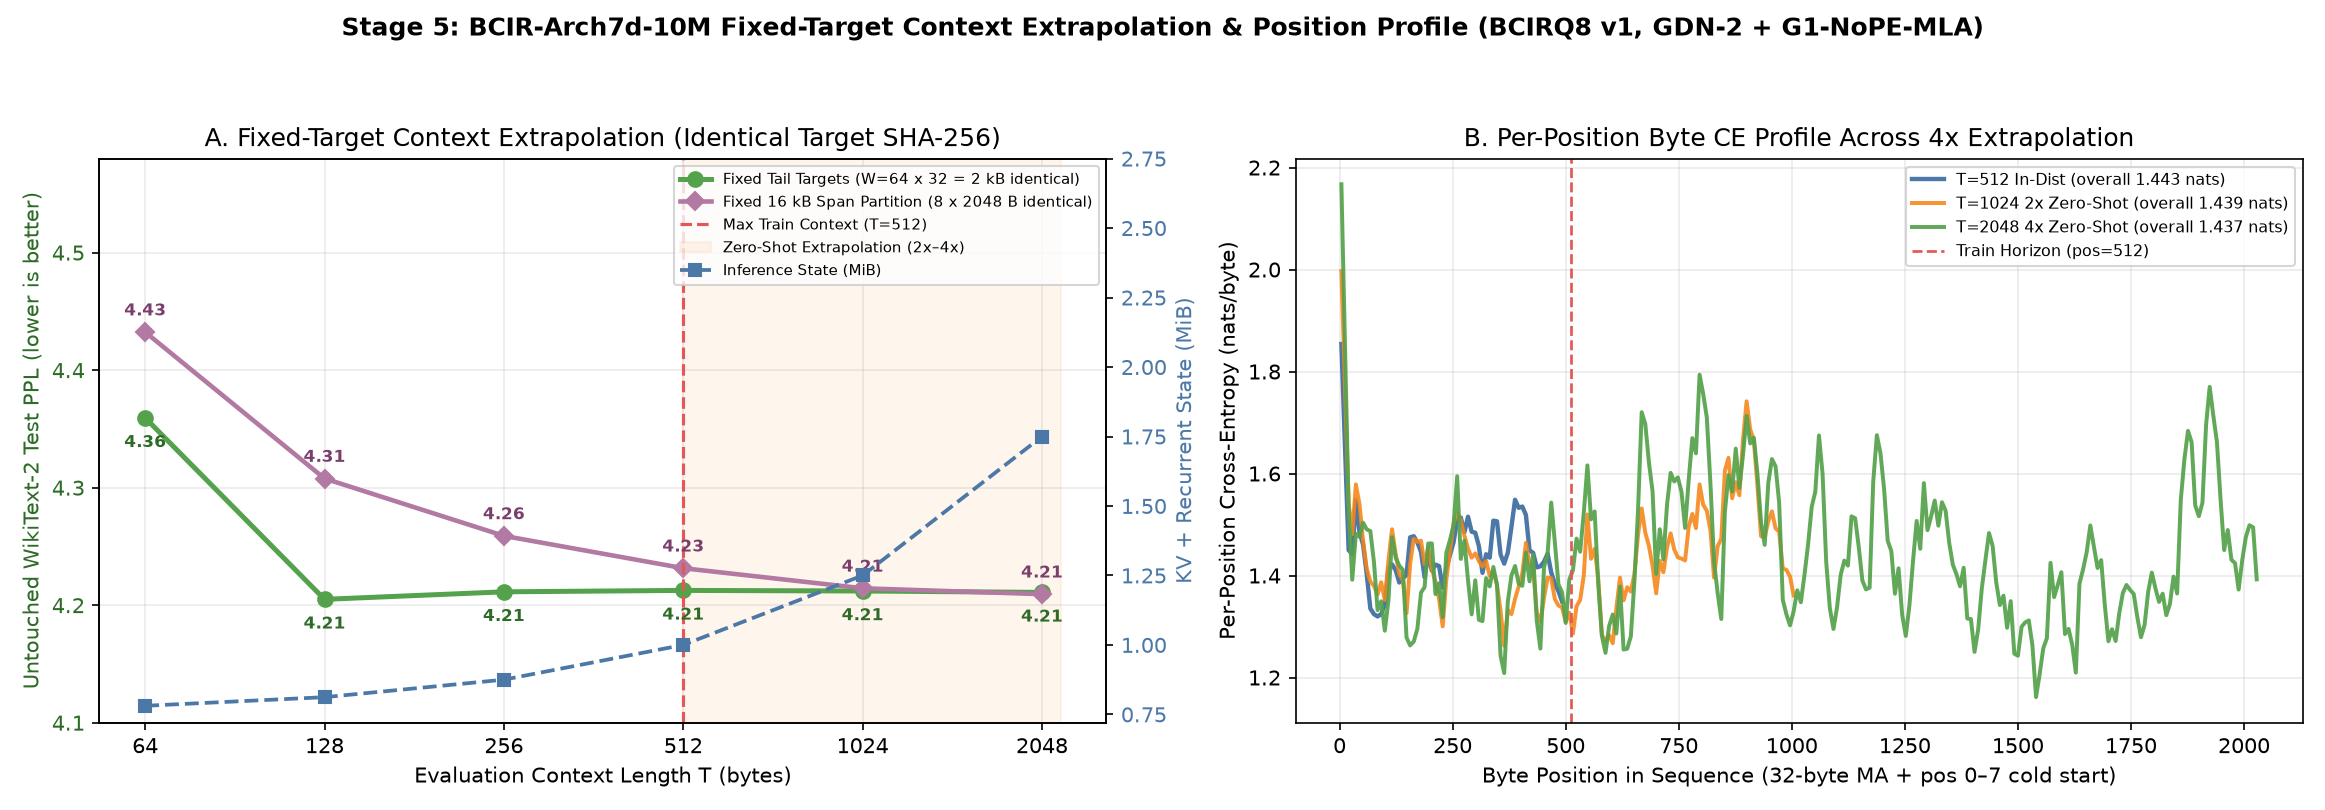 Stage 5: BCIR-Arch7d-10M Fixed-Target Context Extrapolation & Position Profile (BCIRQ8 v1, GDN-2 + G1-NoPE-MLA)
A. Fixed-Target Context Extrapolation (Identical Target SHA-256)
Untouched WikiText-2 Test PPL (lower is better)
4.5
4.4
4.3
4.2
4.1
Fixed Tail Targets (W=64 x 32 = 2 kB identical)
Fixed 16 kB Span Partition (8 x 2048 B identical)
Max Train Context (T=512)
Zero-Shot Extrapolation (2x–4x)
Inference State (MiB)
4.43
4.31
4.26
4.23
4.21
4.21
4.36
4.21
4.21
4.21
4.21
4.21
2.75
2.50
2.25
2.00
1.75
1.50
1.25
1.00
0.75
KV + Recurrent State (MiB)
64 128 256 512 1024 2048
Evaluation Context Length T (bytes)
B. Per-Position Byte CE Profile Across 4x Extrapolation
Per-Position Cross-Entropy (nats/byte)
2.2
2.0
1.8
1.6
1.4
1.2
T=512 In-Dist (overall 1.443 nats)
T=1024 2x Zero-Shot (overall 1.439 nats)
T=2048 4x Zero-Shot (overall 1.437 nats)
Train Horizon (pos=512)
0 250 500 750 1000 1250 1500 1750 2000
Byte Position in Sequence (32-byte MA + pos 0–7 cold start)